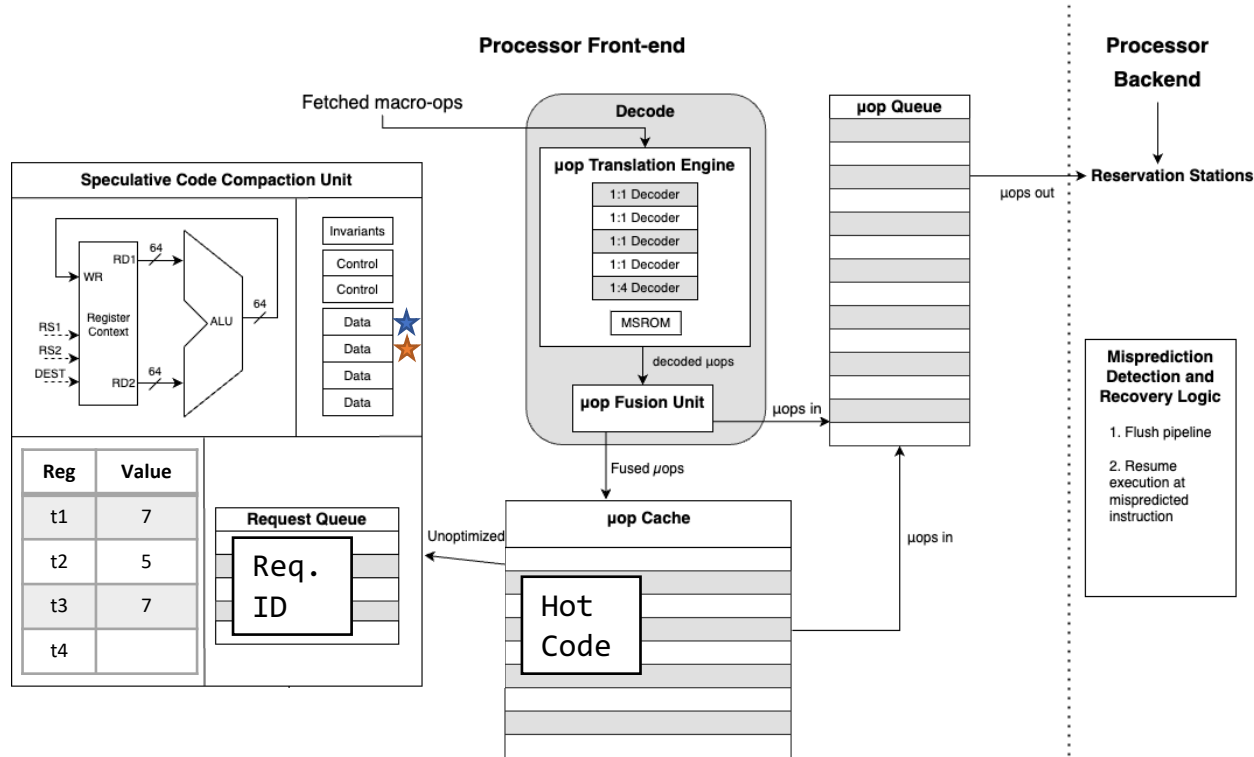 Processor Front-end
Processor
Backend
Fetched macro-ops
Decode
µop Translation Engine
1:1 Decoder
1:1 Decoder
1:1 Decoder
1:1 Decoder
1:4 Decoder
MSROM
decoded µops
µop Fusion Unit
µops in
Fused µops
µop Queue
µops out
Reservation Stations
Speculative Code Compaction Unit
WR
RD1
64
Register
Context
RS1
RS2
DEST
RD2
64
ALU
64
Invariants
Control
Control
Data
Data
Data
Data
Reg Value
t1 7
t2 5
t3 7
t4
Request Queue
Req.
ID
Unoptimized
µop Cache
Hot
Code
µops in
Misprediction
Detection and
Recovery Logic
1. Flush pipeline
2. Resume
execution at
mispredicted
instruction